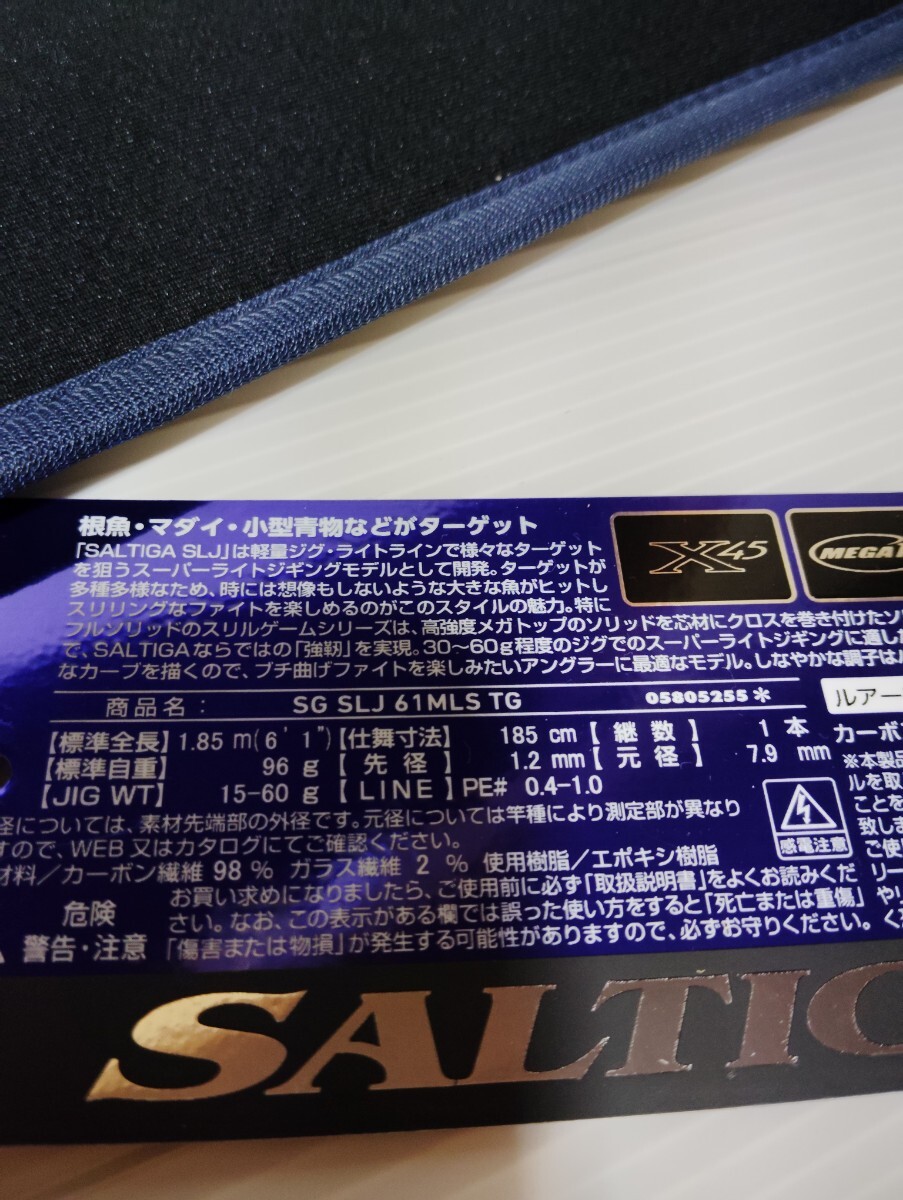 根魚・マダイ・小型青物などがターゲット
「SALTIGA SLJ」は軽量ジグ・ライトラインで様々なターゲット
を狙うスーパーライトジギングモデルとして開発。ターゲットが
多種多様なため、時には想像もしないような大きな魚がヒットし
スリリングなファイトを楽しめるのがこのスタイルの魅力。特に
フルソリッドのスリルゲームシリーズは、高強度メガトップのソリッドを芯材にクロスを巻き付けたソ
で、SALTIGAならではの「強靭」を実現。30〜60g程度のジグでのスーパーライトジギングに適した
なカーブを描くので、ブチ曲げファイトを楽しみたいアングラーに最適なモデル。しなやかな調子は
X45
MEGAT
商品名： SG SLJ 61MLS TG 05805255*
ルアー
【標準全長】1.85 m(6' 1")【仕舞寸法】 185 cm【 継数 】 1 本
【標準自重】 96 g【 先径 】 1.2 mm【 元径 】 7.9 mm
【JIG WT】 15-60 g【 LINE 】PE# 0.4-1.0
径については、素材先端部の外径です。元径については竿種により測定部が異なり
すので、WEB 又はカタログにてご確認ください。
材料／カーボン繊維 98 % ガラス繊維 2 % 使用樹脂／エポキシ樹脂
感電注意
危険
警告・注意
お買い求めになりましたら、ご使用前に必ず「取扱説明書」をよくお読みくだ
さい。なお、この表示がある欄では誤った使い方をすると「死亡または重傷」
「傷害または物損」が発生する可能性がありますので、必ずお守りください。
カーボン
※本製品
ルを取
ことを
致しま
ご使
リー
や
く
SALTIG